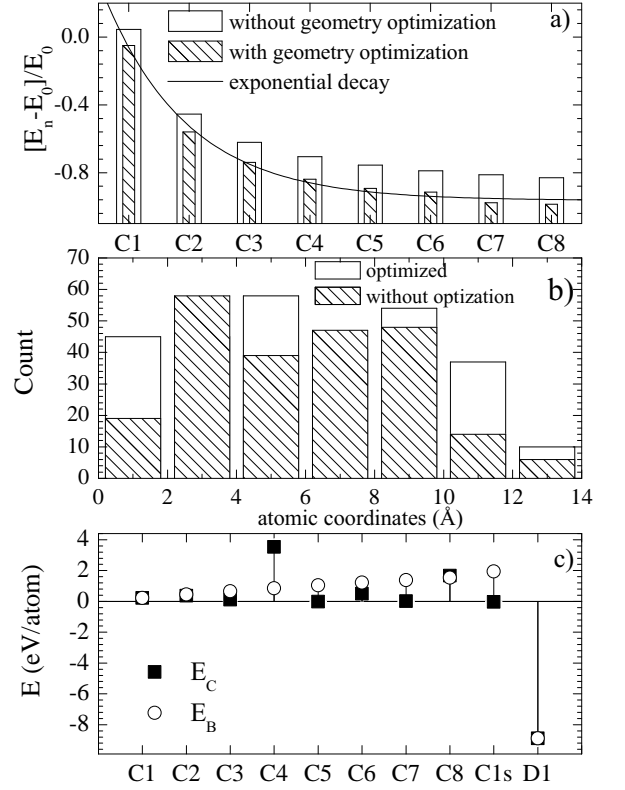 a)
without geometry optimization
with geometry optimization
exponential decay
[E_n-E_0]/E_0
0.0
-0.4
-0.8
C1 C2 C3 C4 C5 C6 C7 C8
b)
optimized
without optization
Count
70
60
50
40
30
20
10
0
0 2 4 6 8 10 12 14
atomic coordinates (Å)
c)
E (eV/atom)
4
2
0
-2
-4
-6
-8
E_C
E_B
C1 C2 C3 C4 C5 C6 C7 C8 C1s D1